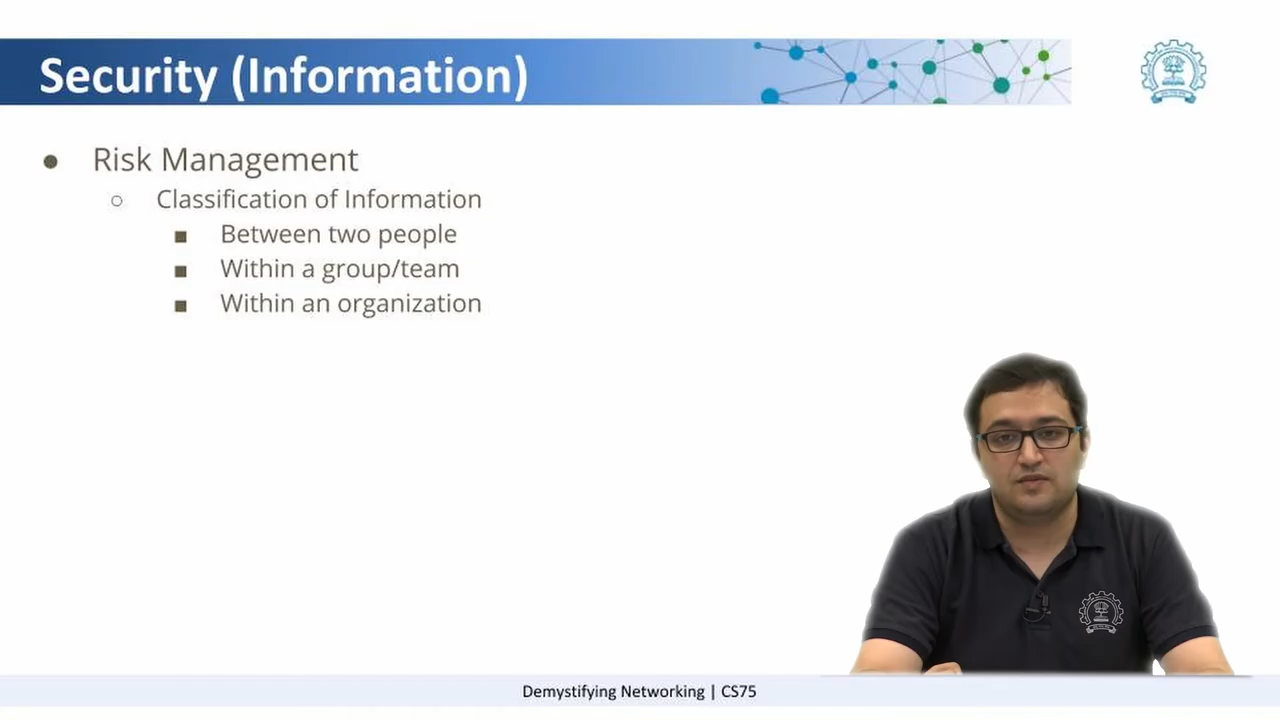 Security (Information)
● Risk Management
○ Classification of Information
■ Between two people
■ Within a group/team
■ Within an organization
Demystifying Networking | CS75